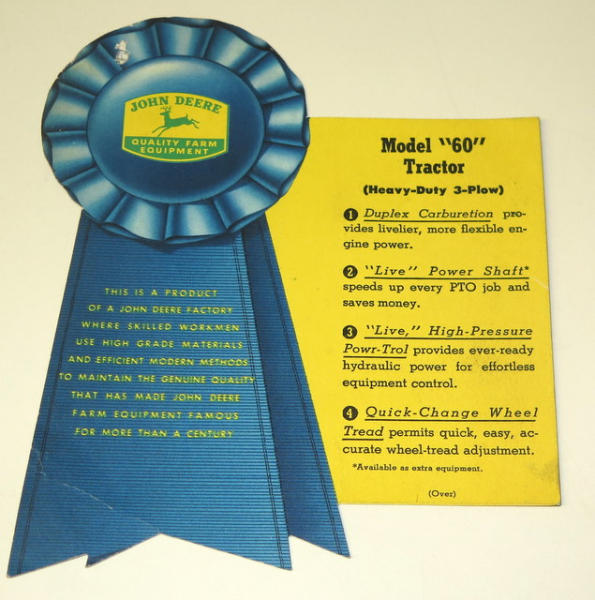 JOHN DEERE
QUALITY FARM
EQUIPMENT
THIS IS A PRODUCT
OF A JOHN DEERE FACTORY
WHERE SKILLED WORKMEN
USE HIGH GRADE MATERIALS
AND EFFICIENT MODERN METHODS
TO MAINTAIN THE GENUINE QUALITY
THAT HAS MADE JOHN DEERE
FARM EQUIPMENT FAMOUS
FOR MORE THAN A CENTURY
Model "60"
Tractor
(Heavy-Duty 3-Plow)
1 Duplex Carburetion pro-
vides livelier, more flexible en-
gine power.
2 "Live" Power Shaft*
speeds up every PTO job and
saves money.
3 "Live," High-Pressure
Powr-Trol provides ever-ready
hydraulic power for effortless
equipment control.
4 Quick-Change Wheel
Tread permits quick, easy, ac-
curate wheel-tread adjustment.
*Available as extra equipment.
(Over)